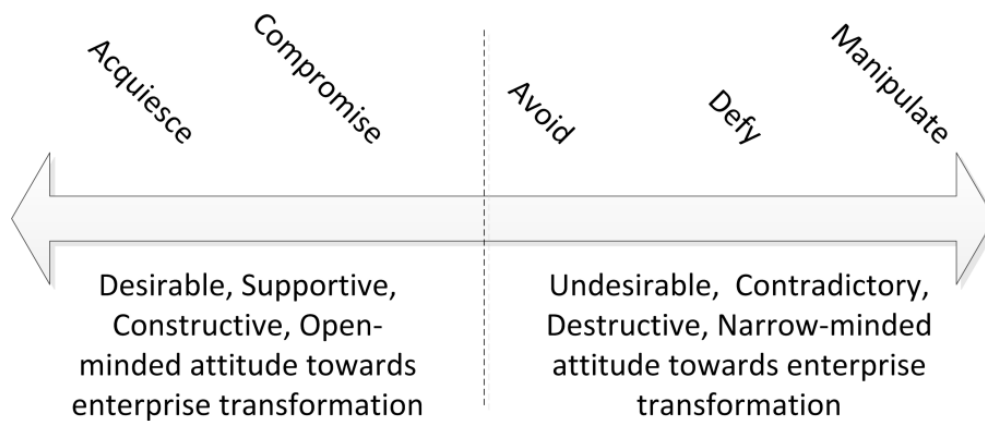 Acquiesce
Compromise
Avoid
Defy
Manipulate
Desirable, Supportive,
Constructive, Open-
minded attitude towards
enterprise transformation
Undesirable,  Contradictory,
Destructive, Narrow-minded
attitude towards enterprise
transformation